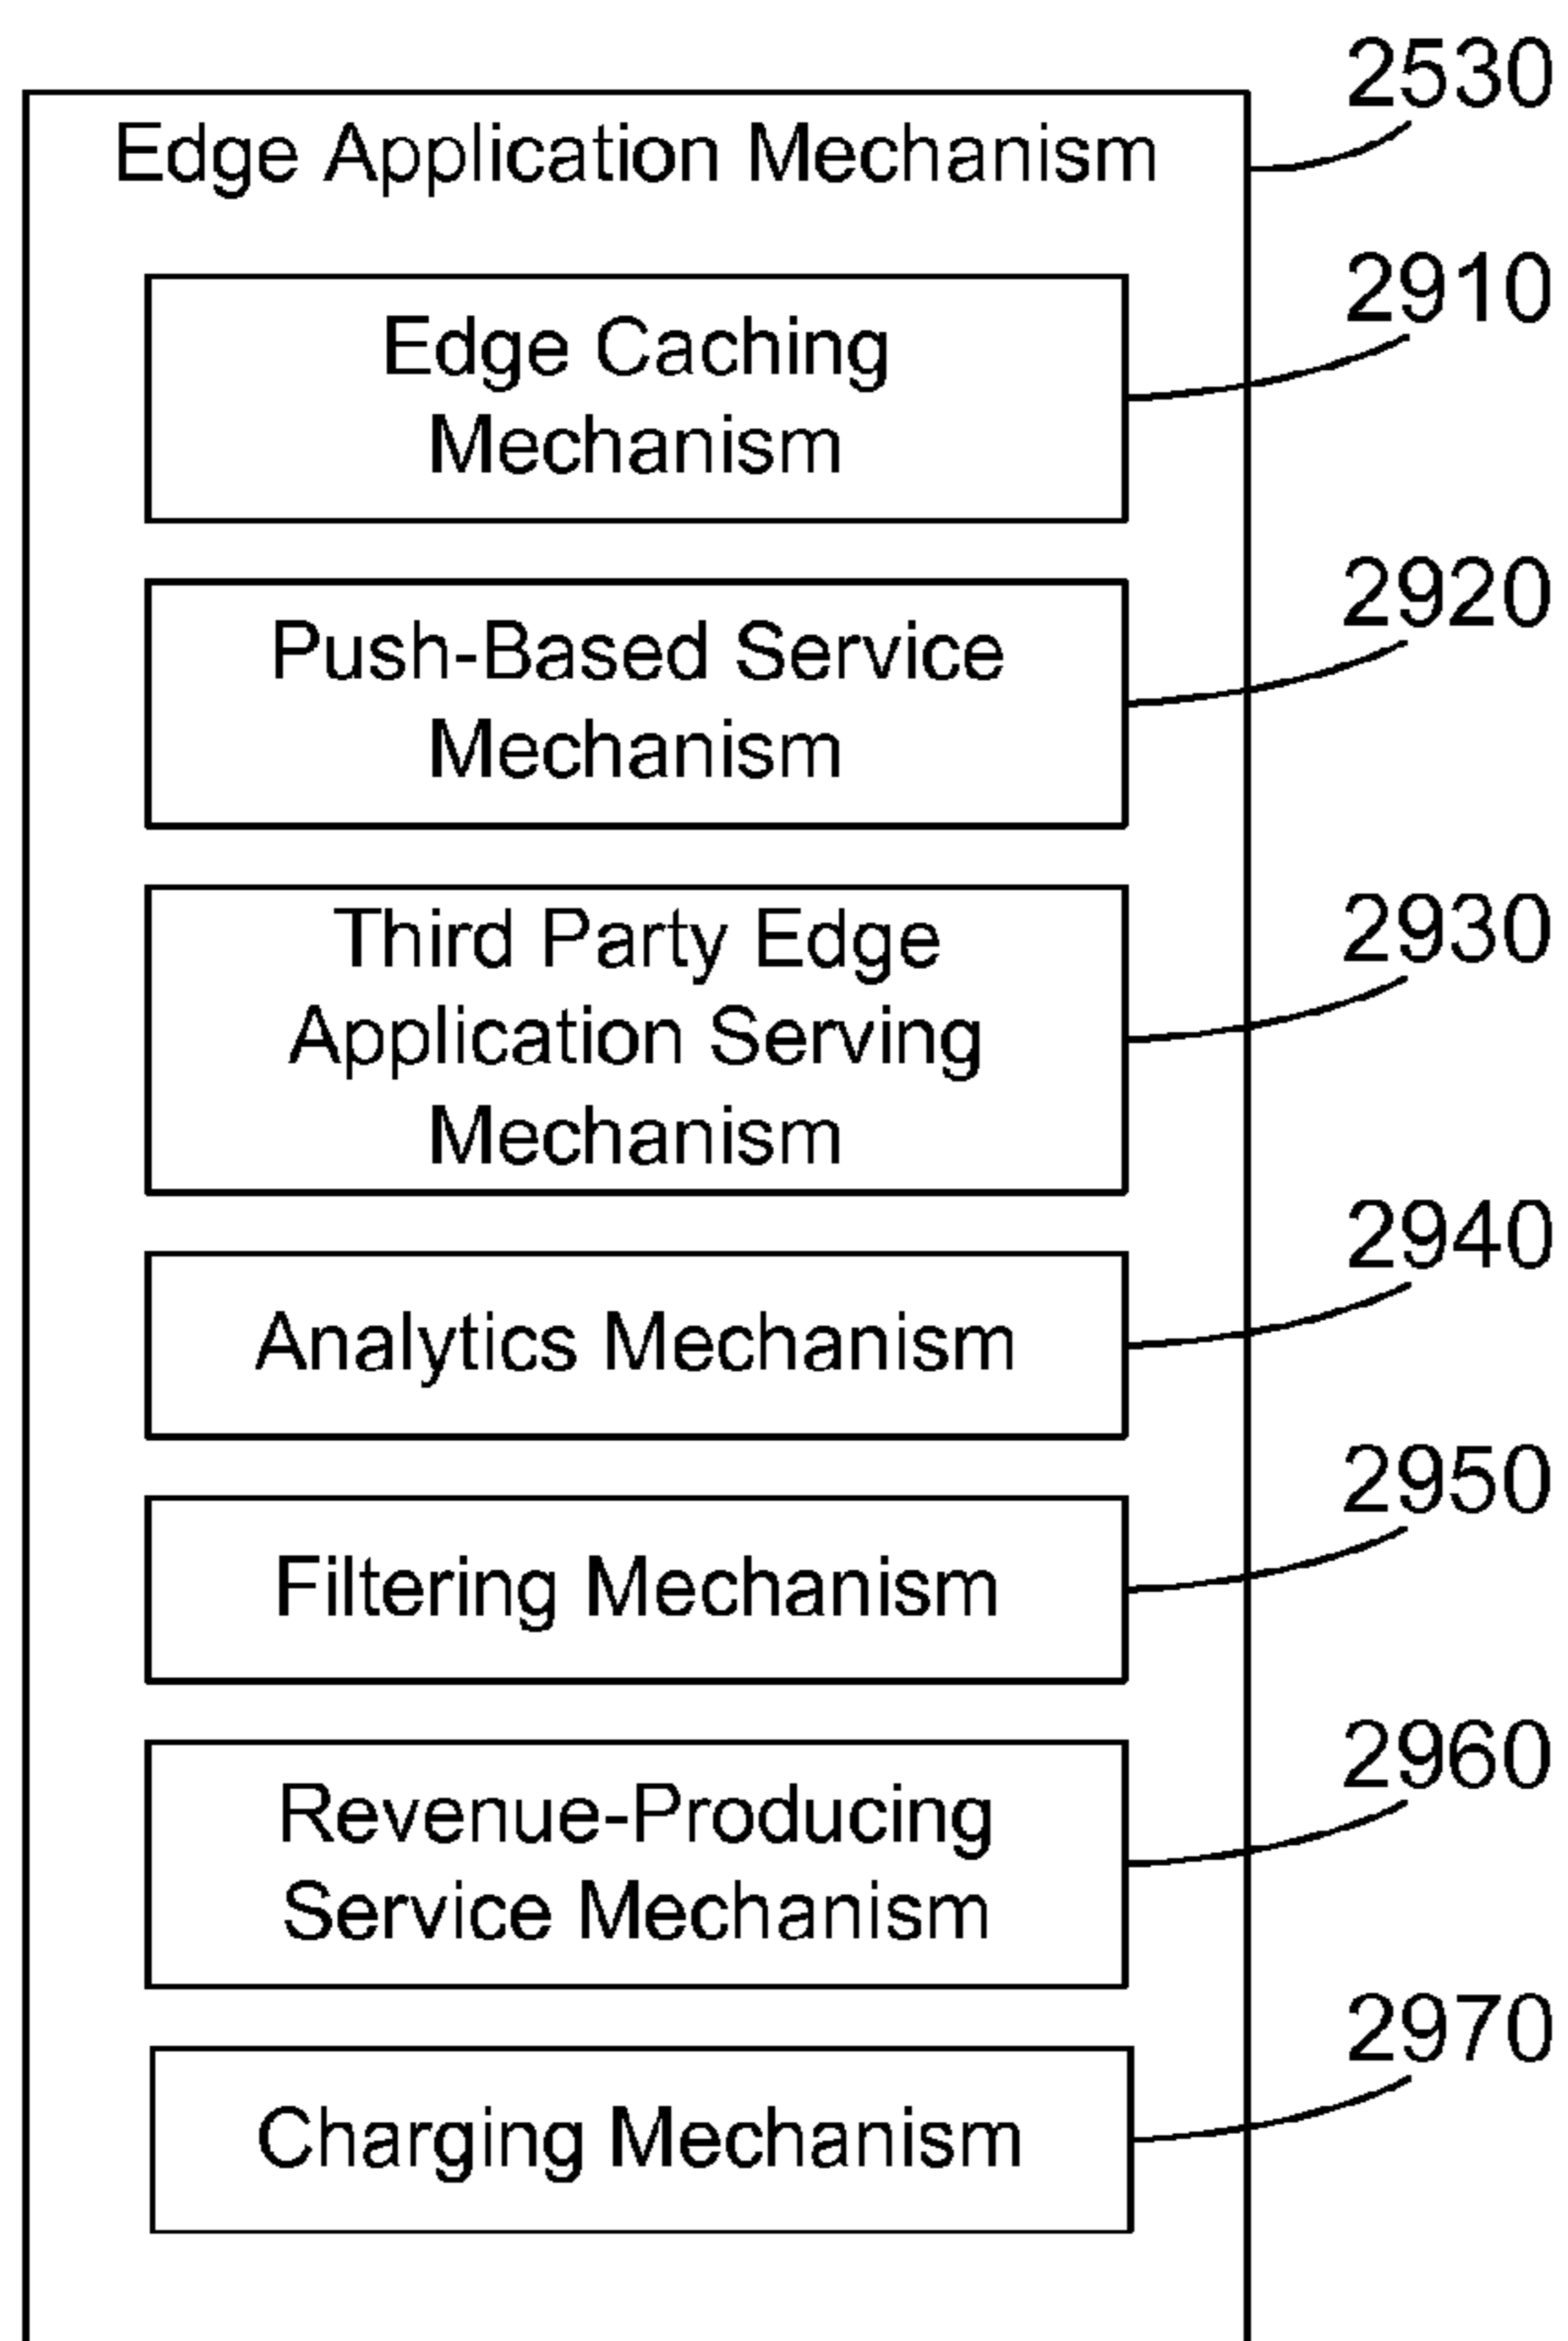 2530
Edge Application Mechanism
2910
Edge Caching
Mechanism
2920
Push-Based Service
Mechanism
2930
Third Party Edge
Application Serving
Mechanism
2940
Analytics Mechanism
2950
Filtering Mechanism
2960
Revenue-Producing
Service Mechanism
2970
Charging Mechanism